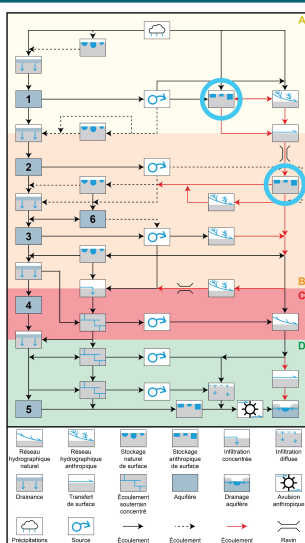 A
1
2
6
3
B
C
4
D
5
Réseau hydrographique naturel
Réseau hydrographique anthropique
Stockage naturel de surface
Stockage anthropique de surface
Infiltration concentrée
Infiltration diffuse
Drainance
Transfert de surface
Écoulement souterrain concentré
Aquifère
Drainage aquifère
Avulsion anthropique
Précipitations
Source
Écoulement
Écoulement
Écoulement
Ravin